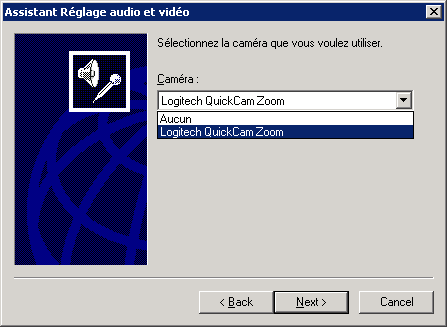 Assistant Réglage audio et vidéo
Sélectionnez la caméra que vous voulez utiliser.
Caméra :
Logitech QuickCam Zoom
Aucun
Logitech QuickCam Zoom
< Back
Next >
Cancel